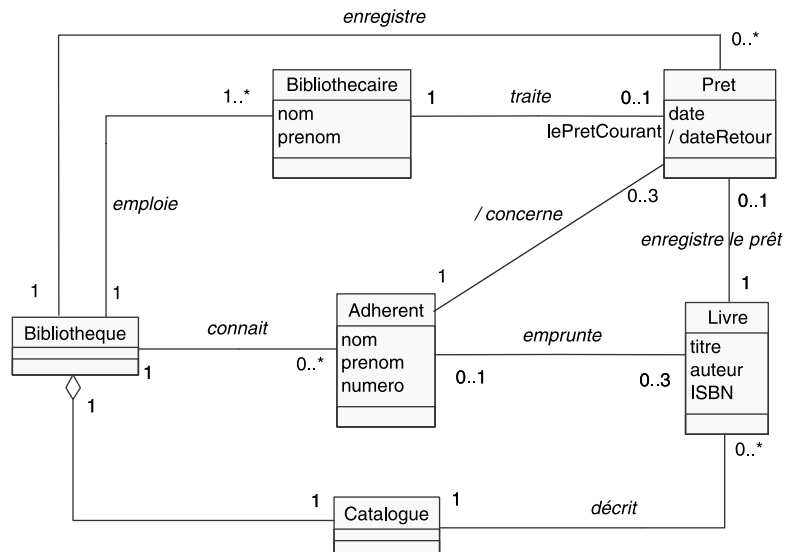 enregistre
0..*
Bibliothecaire
Pret
1..*
1
traite
0..1
nom
prenom
date
/ dateRetour
lePretCourant
emploie
/ concerne
0..3
0..1
enregistre le prêt
1
1
1
1
Adherent
Livre
Bibliotheque
connait
emprunte
nom
prenom
numero
titre
auteur
ISBN
1
0..*
0..1
0..3
1
0..*
1
Catalogue
1
décrit